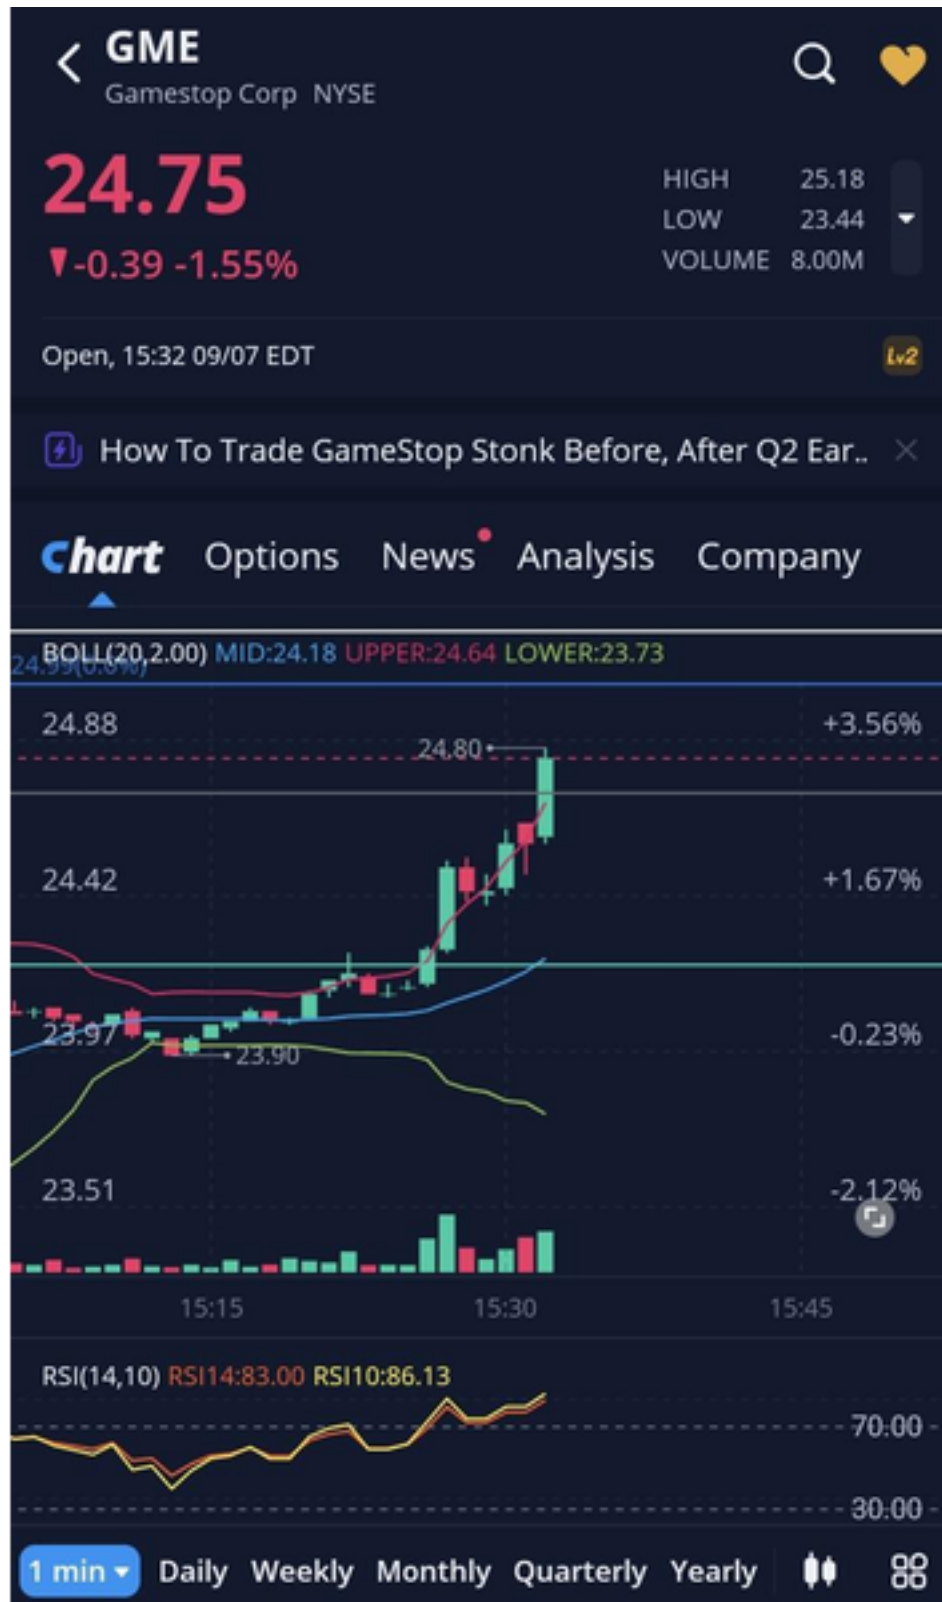 GME
Gamestop Corp NYSE
24.75
-0.39 -1.55%
HIGH 25.18
LOW 23.44
VOLUME 8.00M
Open, 15:32 09/07 EDT
Lv2
How To Trade GameStop Stonk Before, After Q2 Ear..
Chart Options News Analysis Company
BOLL(20,2.00) MID:24.18 UPPER:24.64 LOWER:23.73
24.88 +3.56%
24.80
24.42 +1.67%
23.97 -0.23%
23.90
23.51 -2.12%
15:15 15:30 15:45
RSI(14,10) RSI14:83.00 RSI10:86.13
70.00
30.00
1 min Daily Weekly Monthly Quarterly Yearly